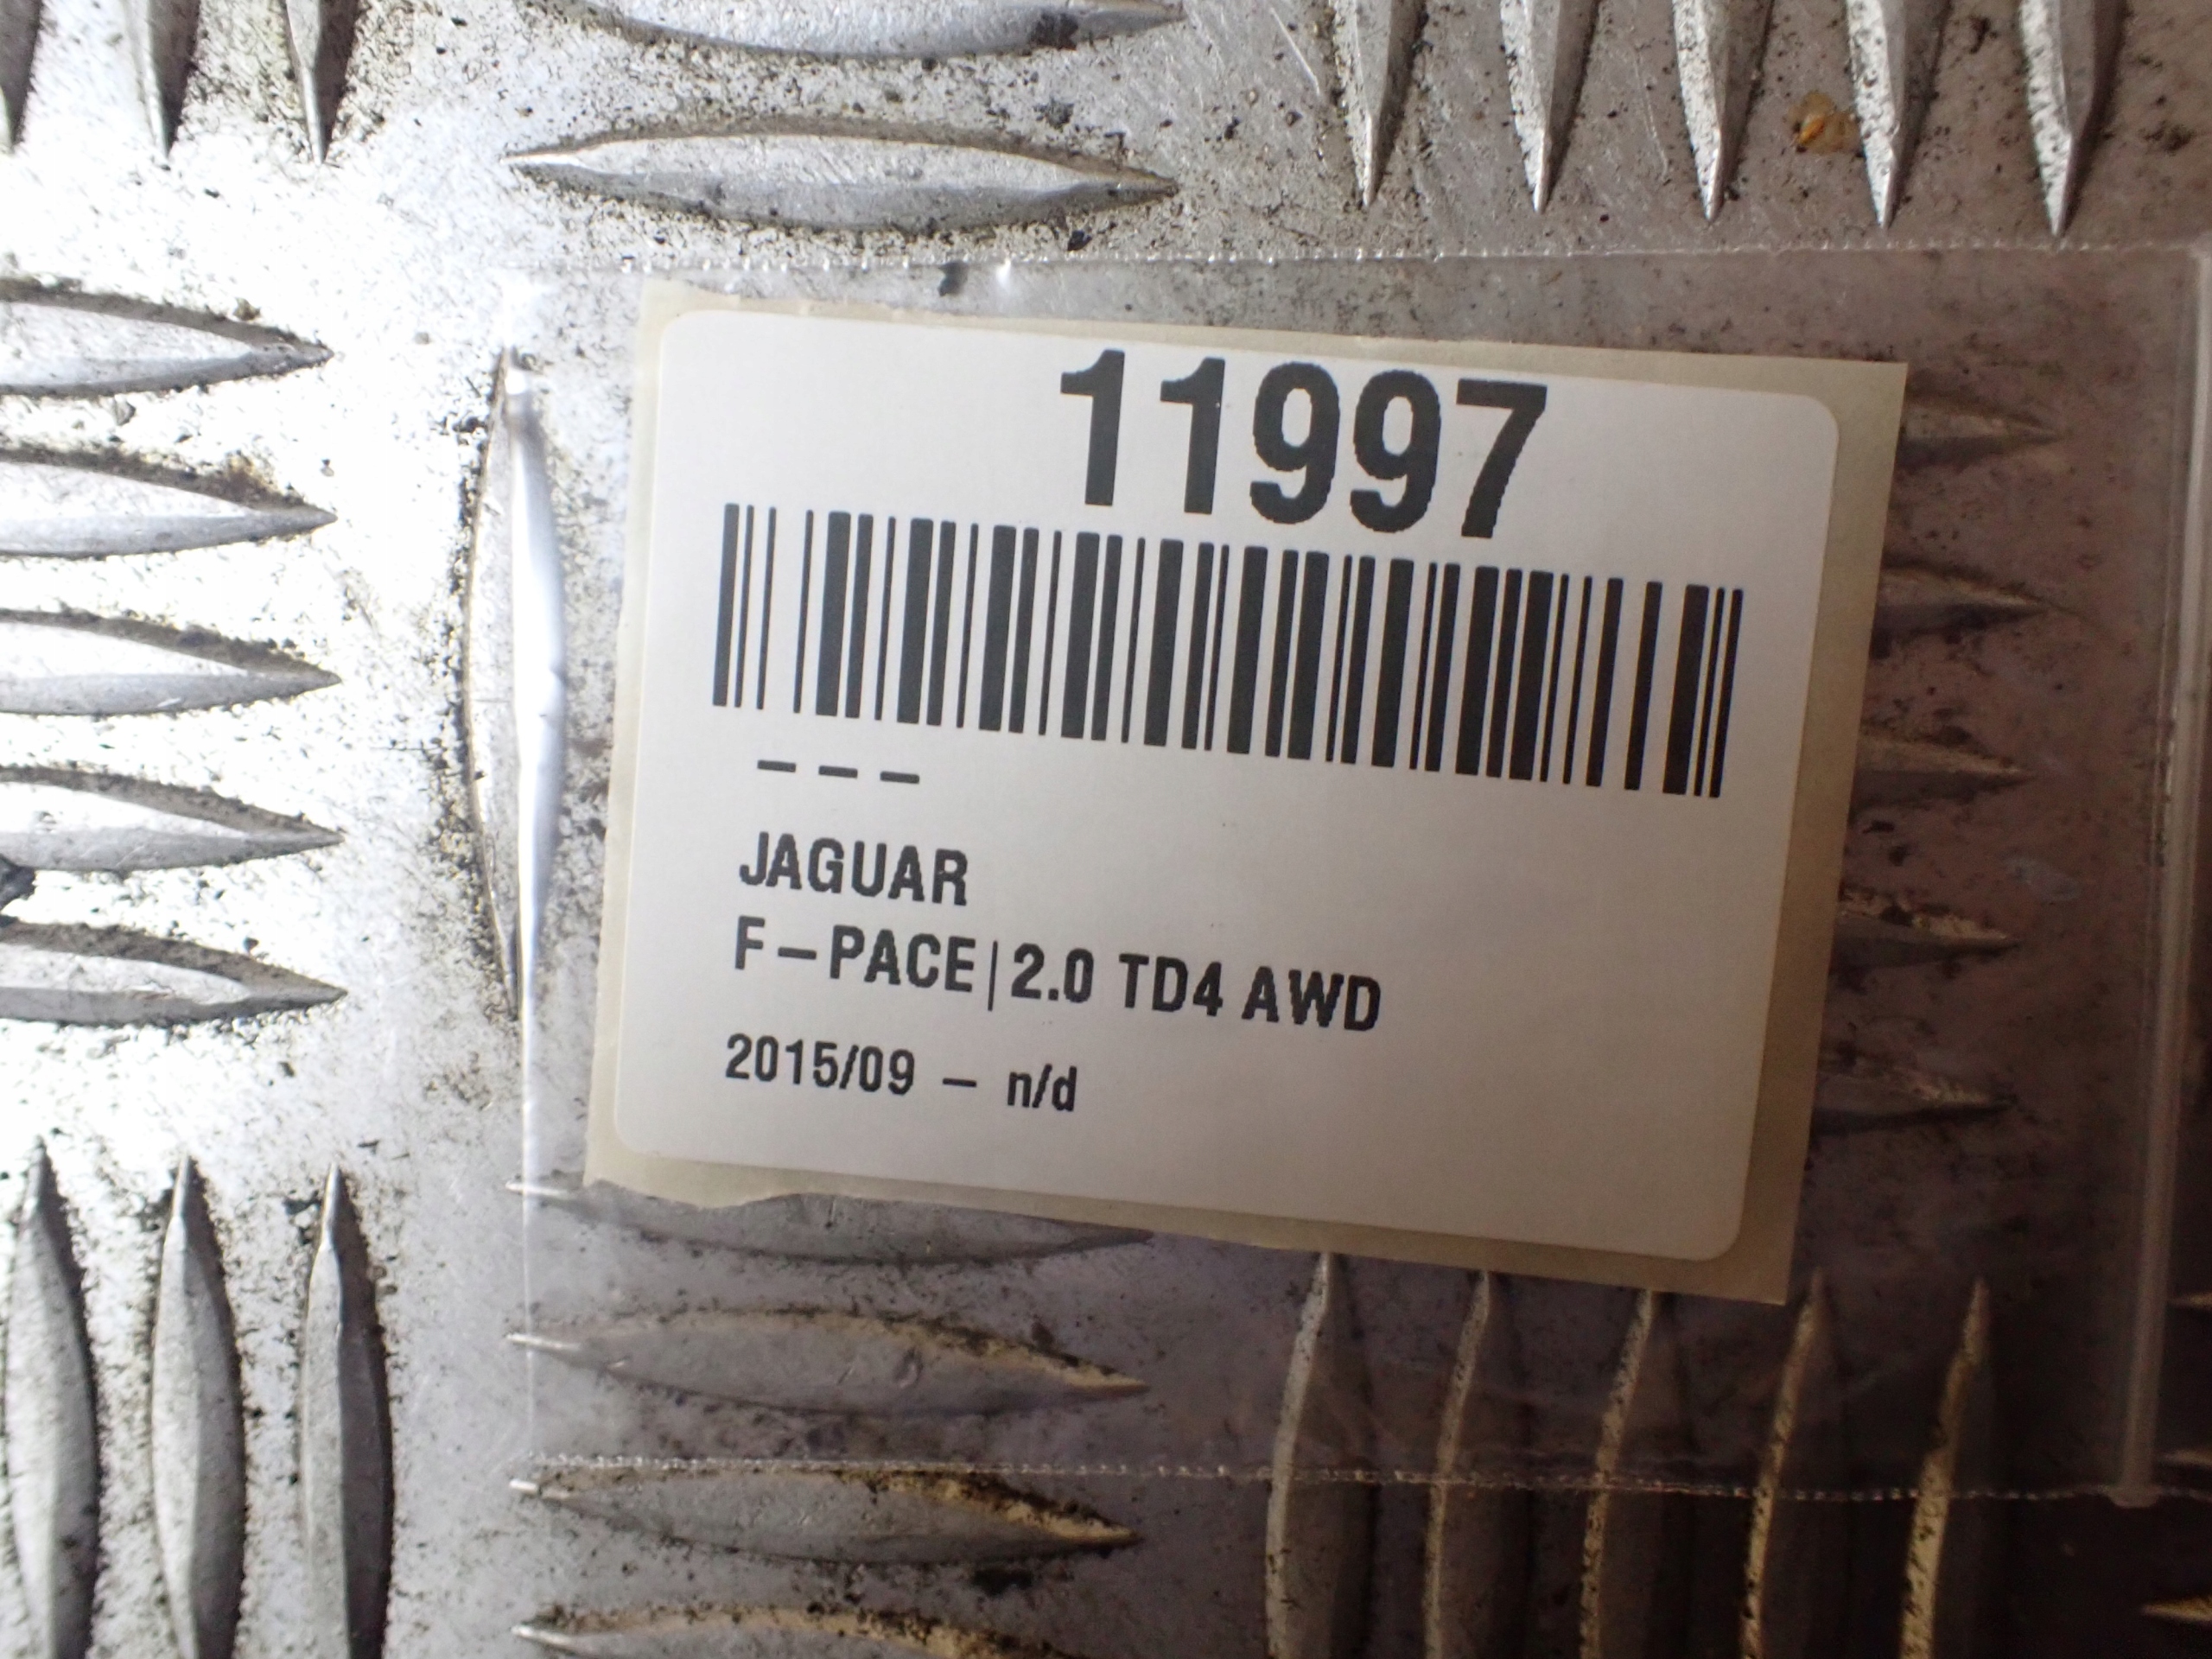 11997
– – –
JAGUAR
F–PACE|2.0 TD4 AWD
2015/09 – n/d